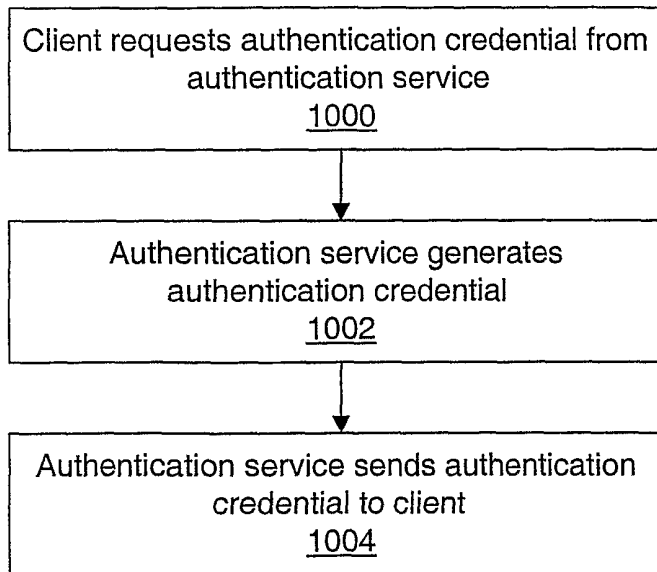 Client requests authentication credential from
authentication service
1000
Authentication service generates
authentication credential
1002
Authentication service sends authentication
credential to client
1004